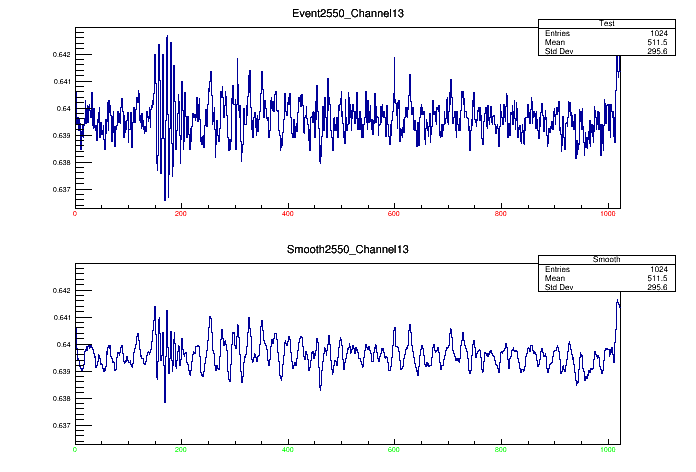 Event2550_Channel13
Test
Entries 1024
Mean 511.5
Std Dev 295.6
0.642
0.641
0.64
0.639
0.638
0.637
0 200 400 600 800 1000
Smooth2550_Channel13
Smooth
Entries 1024
Mean 511.5
Std Dev 295.6
0.642
0.641
0.64
0.639
0.638
0.637
0 200 400 600 800 1000